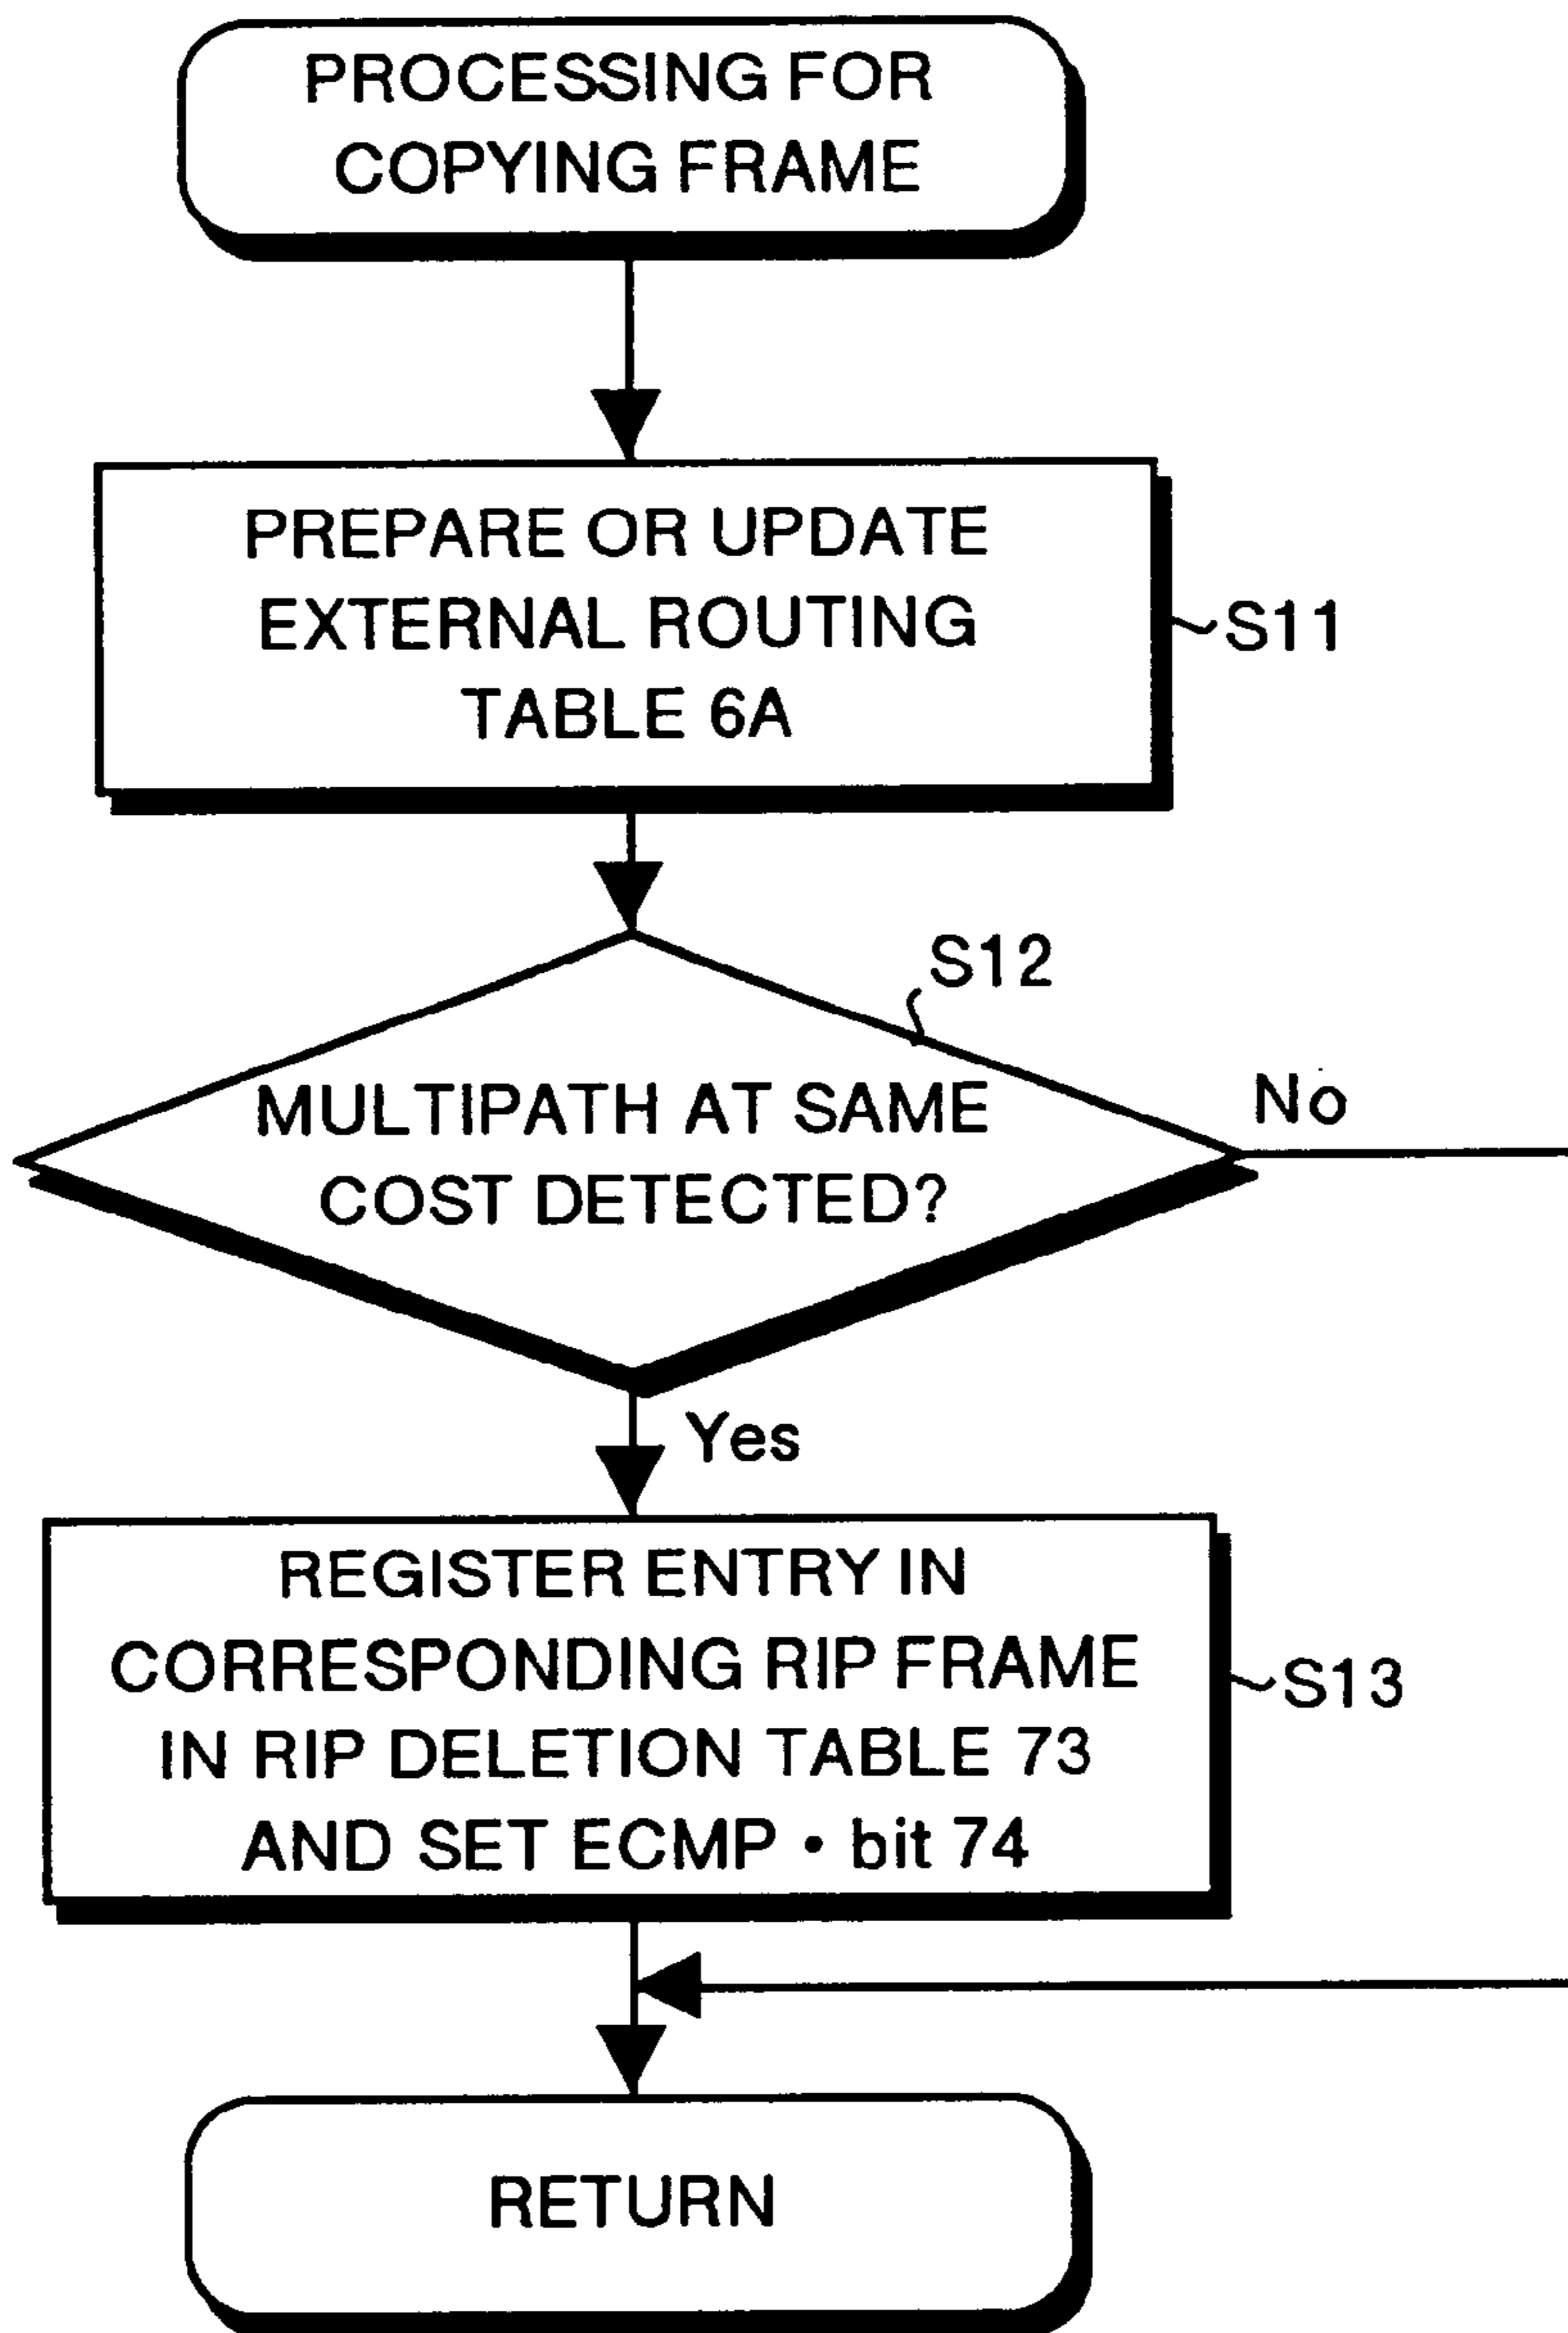 PROCESSING FOR
COPYING FRAME
PREPARE OR UPDATE
EXTERNAL ROUTING
TABLE 6A
S11
S12
MULTIPATH AT SAME
COST DETECTED?
No
Yes
REGISTER ENTRY IN
CORRESPONDING RIP FRAME
IN RIP DELETION TABLE 73
AND SET ECMP • bit 74
S13
RETURN